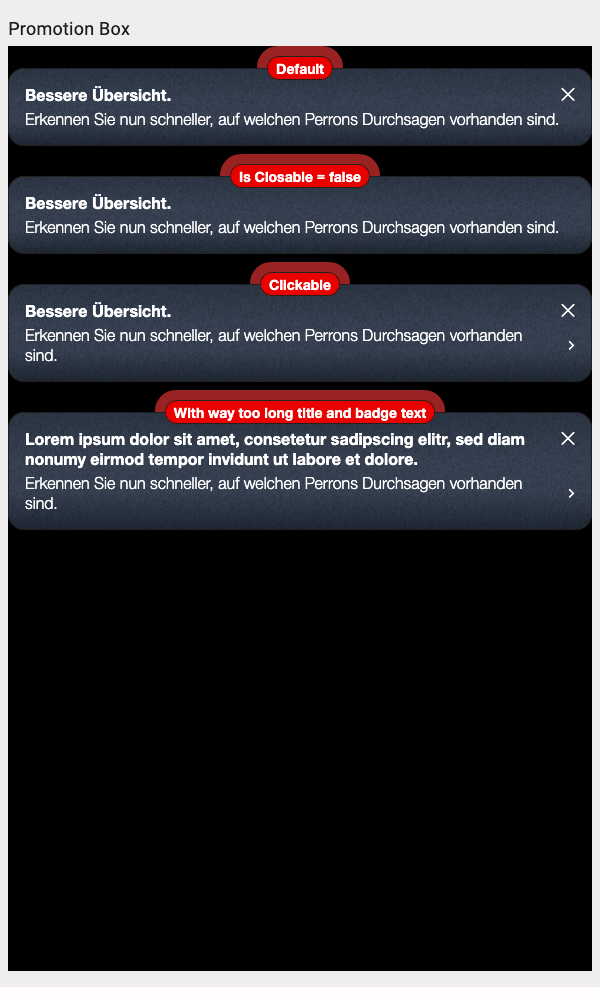 Promotion Box
Default
Bessere Übersicht.
Erkennen Sie nun schneller, auf welchen Perrons Durchsagen vorhanden sind.
Is Closable = false
Bessere Übersicht.
Erkennen Sie nun schneller, auf welchen Perrons Durchsagen vorhanden sind.
Clickable
Bessere Übersicht.
Erkennen Sie nun schneller, auf welchen Perrons Durchsagen vorhanden
sind.
With way too long title and badge text
Lorem ipsum dolor sit amet, consetetur sadipscing elitr, sed diam
nonumy eirmod tempor invidunt ut labore et dolore.
Erkennen Sie nun schneller, auf welchen Perrons Durchsagen vorhanden
sind.